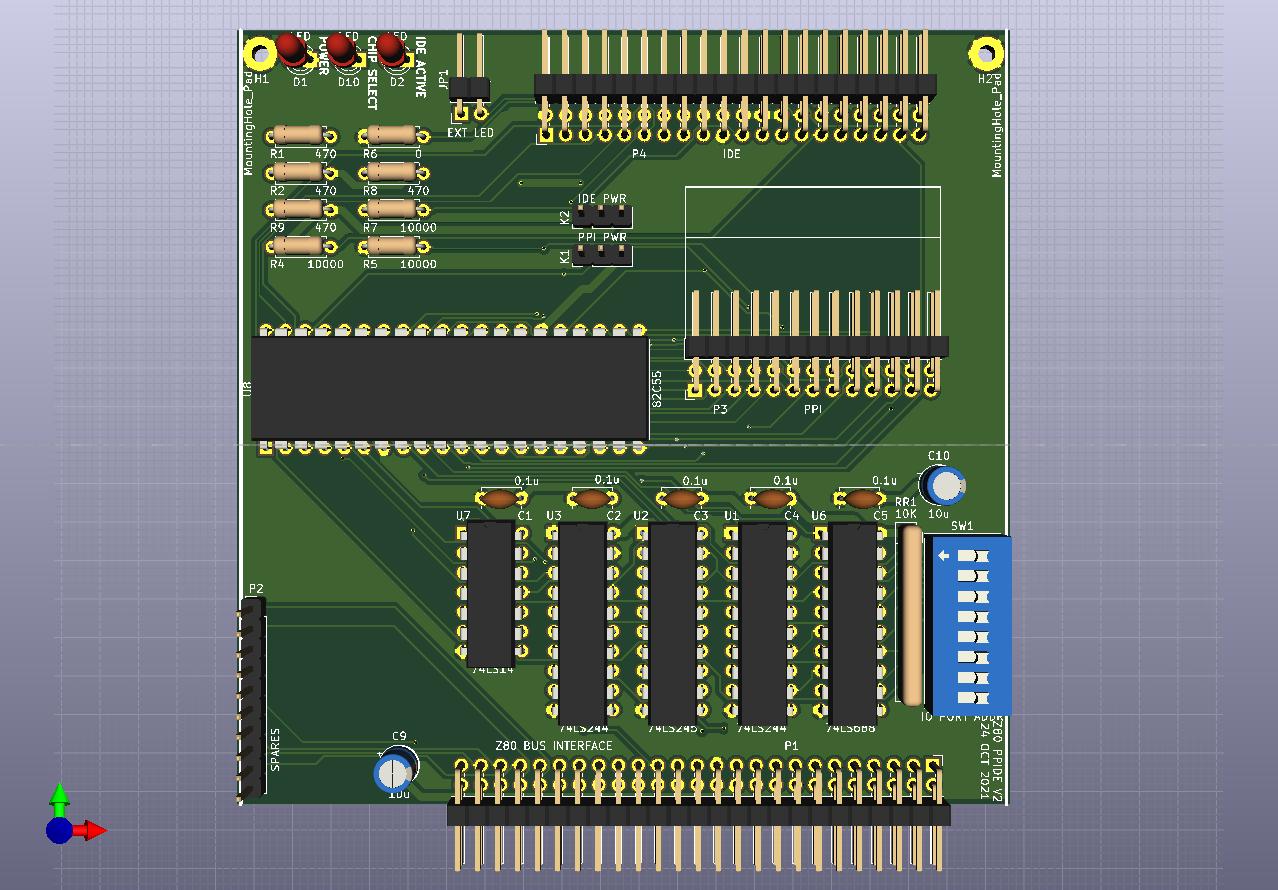 LED
LED
LED
POWER
CHIP SELECT
IDE ACTIVE
H1
D1
D10
D2
JP1
H2
MountingHole_Pad
MountingHole_Pad
EXT LED
R1 470
R6 0
P4
IDE
R2 470
R8 470
IDE PWR
K2
R9 470
R7 10000
PPI PWR
K1
R4 10000
R5 10000
U8
82C55
P3
PPI
C10
0.1u
0.1u
0.1u
0.1u
0.1u
RR1
10K
10u
U7
C1
U3
C2
U2
C3
U1
C4
U6
C5
SW1
P2
74LS14
74LS244
74LS245
74LS244
74LS688
IO PORT ADDR
SPARES
C9
10u
Z80 BUS INTERFACE
P1
Z80 PPIDE V2
24 OCT 2021